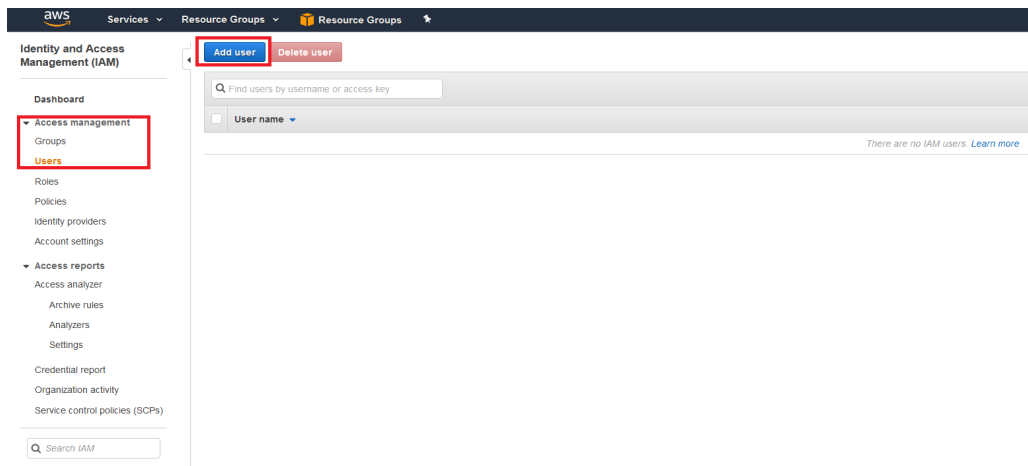 aws Services Resource Groups Resource Groups
Identity and Access
Management (IAM)
Add user Delete user
Find users by username or access key
Dashboard
User name
Access management
Groups
There are no IAM users. Learn more
Users
Roles
Policies
Identity providers
Account settings
Access reports
Access analyzer
Archive rules
Analyzers
Settings
Credential report
Organization activity
Service control policies (SCPs)
Search IAM